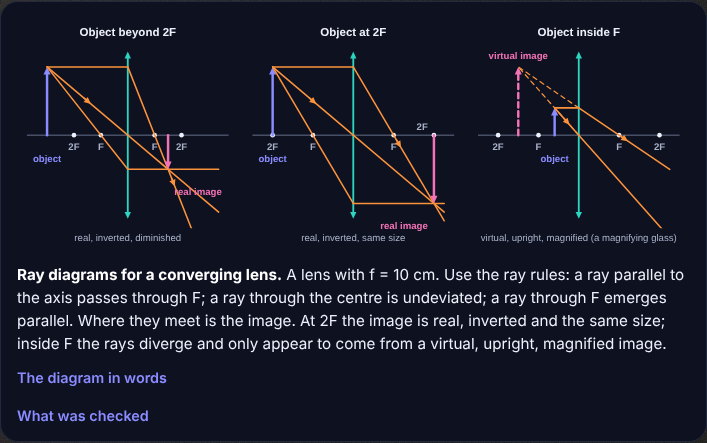 Object beyond 2F
2F
F
F
2F
object
real image
real, inverted, diminished
Object at 2F
2F
F
F
2F
object
real image
real, inverted, same size
Object inside F
virtual image
2F
F
F
2F
object
virtual, upright, magnified (a magnifying glass)
Ray diagrams for a converging lens. A lens with f = 10 cm. Use the ray rules: a ray parallel to
the axis passes through F; a ray through the centre is undeviated; a ray through F emerges
parallel. Where they meet is the image. At 2F the image is real, inverted and the same size;
inside F the rays diverge and only appear to come from a virtual, upright, magnified image.
The diagram in words
What was checked